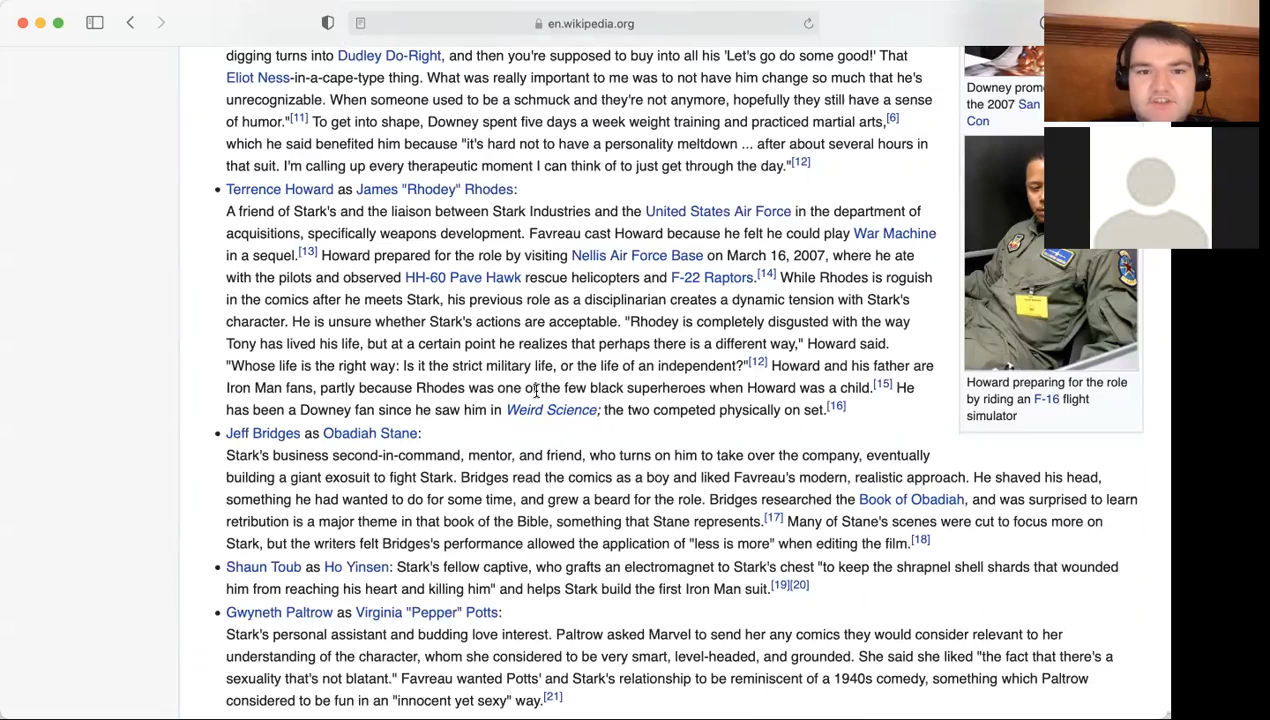 en.wikipedia.org
digging turns into Dudley Do-Right, and then you're supposed to buy into all his 'Let's go do some good!' That
Eliot Ness-in-a-cape-type thing. What was really important to me was to not have him change so much that he's
unrecognizable. When someone used to be a schmuck and they're not anymore, hopefully they still have a sense
of humor."[11] To get into shape, Downey spent five days a week weight training and practiced martial arts,[6]
which he said benefited him because "it's hard not to have a personality meltdown ... after about several hours in
that suit. I'm calling up every therapeutic moment I can think of to just get through the day."[12]
• Terrence Howard as James "Rhodey" Rhodes:
A friend of Stark's and the liaison between Stark Industries and the United States Air Force in the department of
acquisitions, specifically weapons development. Favreau cast Howard because he felt he could play War Machine
in a sequel.[13] Howard prepared for the role by visiting Nellis Air Force Base on March 16, 2007, where he ate
with the pilots and observed HH-60 Pave Hawk rescue helicopters and F-22 Raptors.[14] While Rhodes is roguish
in the comics after he meets Stark, his previous role as a disciplinarian creates a dynamic tension with Stark's
character. He is unsure whether Stark's actions are acceptable. "Rhodey is completely disgusted with the way
Tony has lived his life, but at a certain point he realizes that perhaps there is a different way," Howard said.
"Whose life is the right way: Is it the strict military life, or the life of an independent?"[12] Howard and his father are
Iron Man fans, partly because Rhodes was one of the few black superheroes when Howard was a child.[15] He
has been a Downey fan since he saw him in Weird Science; the two competed physically on set.[16]
• Jeff Bridges as Obadiah Stane:
Stark's business second-in-command, mentor, and friend, who turns on him to take over the company, eventually
building a giant exosuit to fight Stark. Bridges read the comics as a boy and liked Favreau's modern, realistic approach. He shaved his head,
something he had wanted to do for some time, and grew a beard for the role. Bridges researched the Book of Obadiah, and was surprised to learn
retribution is a major theme in that book of the Bible, something that Stane represents.[17] Many of Stane's scenes were cut to focus more on
Stark, but the writers felt Bridges's performance allowed the application of "less is more" when editing the film.[18]
• Shaun Toub as Ho Yinsen: Stark's fellow captive, who grafts an electromagnet to Stark's chest "to keep the shrapnel shell shards that wounded
him from reaching his heart and killing him" and helps Stark build the first Iron Man suit.[19][20]
• Gwyneth Paltrow as Virginia "Pepper" Potts:
Stark's personal assistant and budding love interest. Paltrow asked Marvel to send her any comics they would consider relevant to her
understanding of the character, whom she considered to be very smart, level-headed, and grounded. She said she liked "the fact that there's a
sexuality that's not blatant." Favreau wanted Potts' and Stark's relationship to be reminiscent of a 1940s comedy, something which Paltrow
considered to be fun in an "innocent yet sexy" way.[21]
Downey prom
the 2007 San
Con
Howard preparing for the role
by riding an F-16 flight
simulator